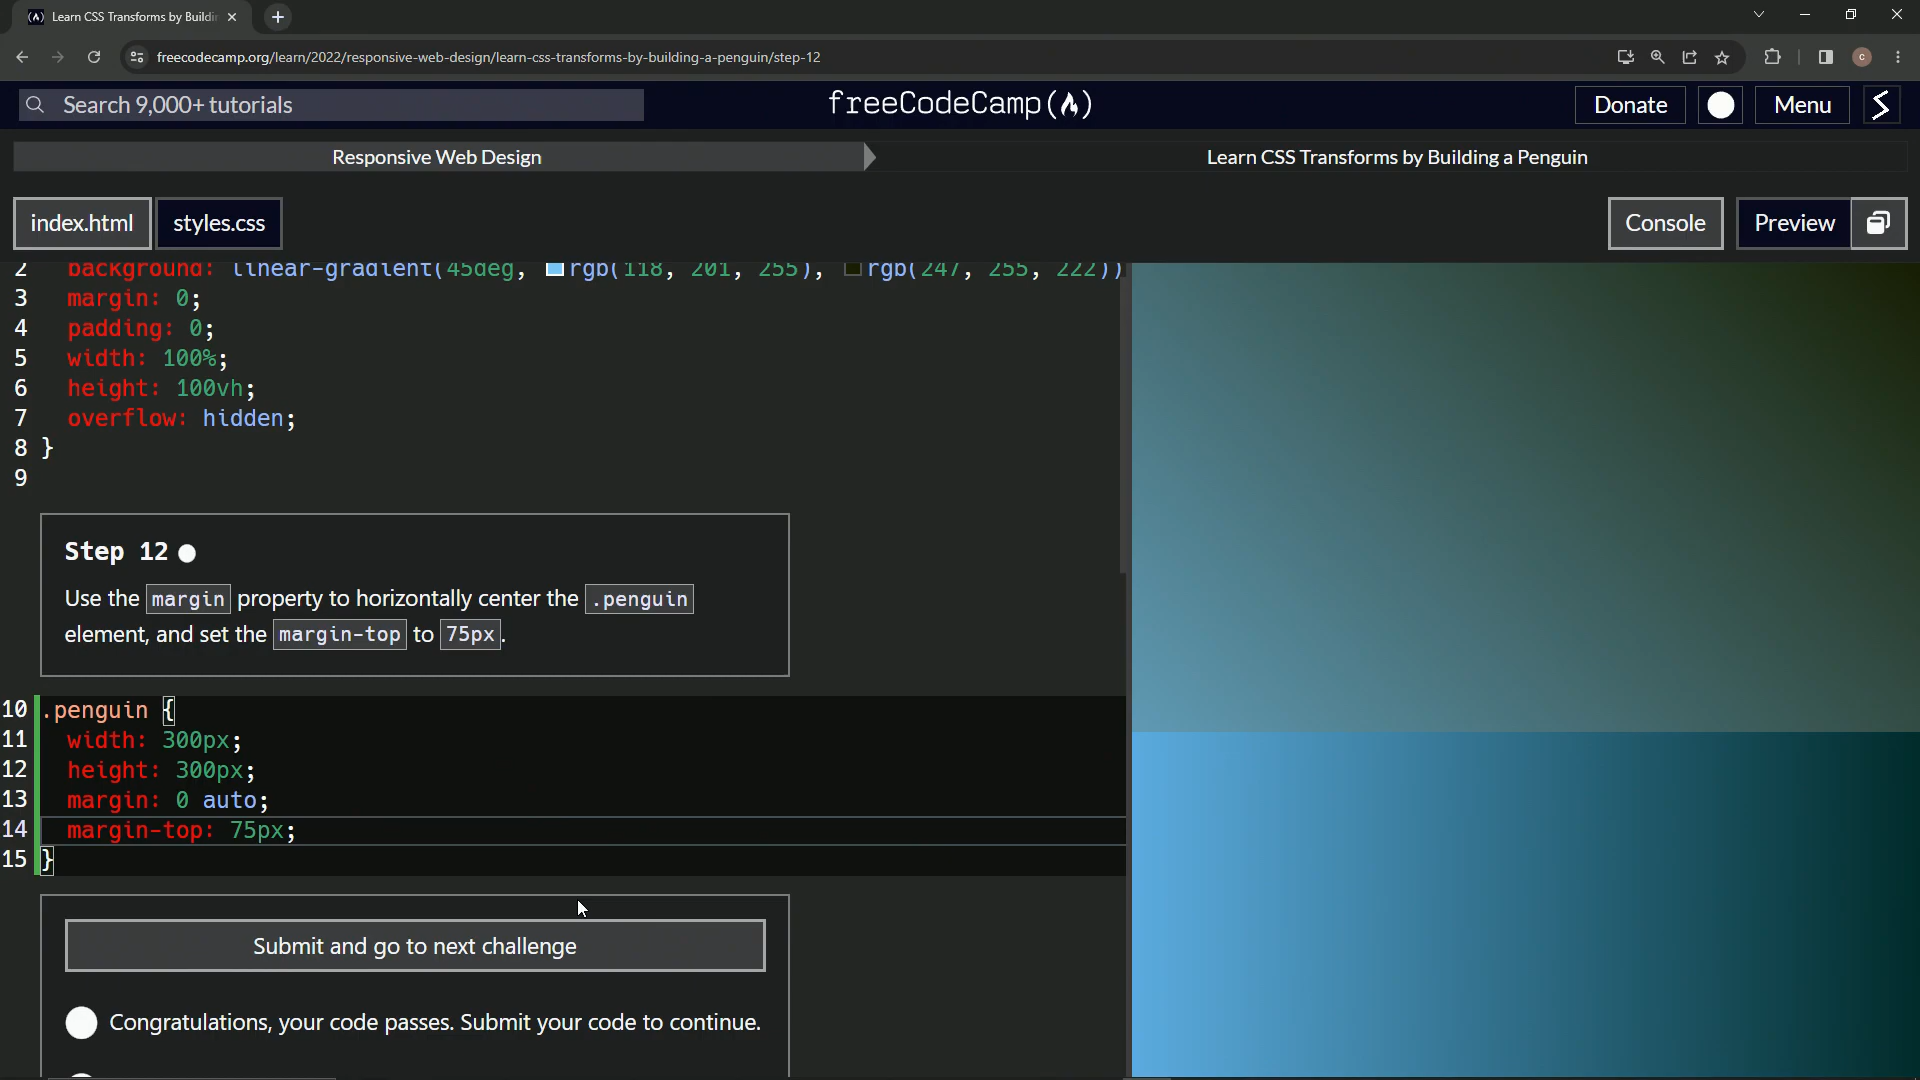 Learn CSS Transforms by Buildi
freecodecamp.org/learn/2022/responsive-web-design/learn-css-transforms-by-building-a-penguin/step-12
C
Search 9,000+ tutorials
freeCodeCamp
Donate
Menu
Responsive Web Design
Learn CSS Transforms by Building a Penguin
index.html
styles.css
Console
Preview
2 background: linear-gradient(45deg, rgb(118, 201, 255), rgb(247, 255, 222))
3 margin: 0;
4 padding: 0;
5 width: 100%;
6 height: 100vh;
7 overflow: hidden;
8 }
9
Step 12
Use the margin property to horizontally center the .penguin
element, and set the margin-top to 75px.
10 .penguin {
11 width: 300px;
12 height: 300px;
13 margin: 0 auto;
14 margin-top: 75px;
15 }
Submit and go to next challenge
Congratulations, your code passes. Submit your code to continue.